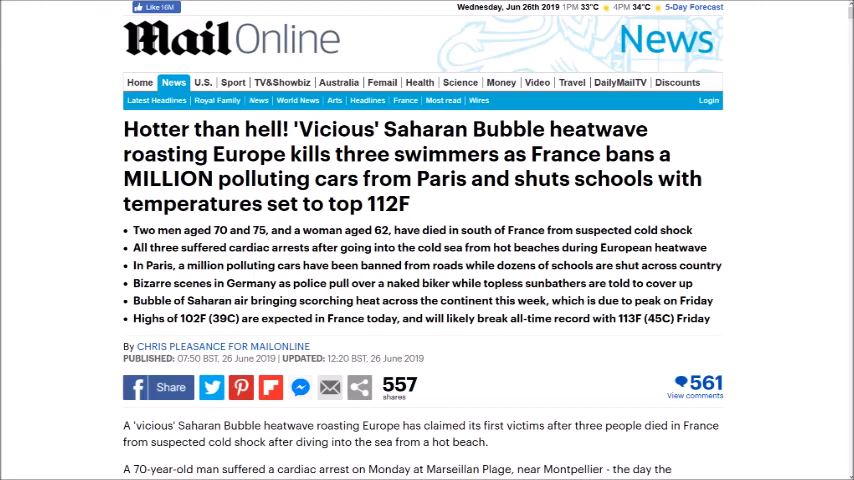 Like 16M
Wednesday, Jun 26th 2019 1PM 33°C 4PM 34°C 5-Day Forecast
Mail Online News
Home News U.S. Sport TV&Showbiz Australia Femail Health Science Money Video Travel DailyMailTV Discounts
Latest Headlines Royal Family News World News Arts Headlines France Most read Wires Login
Hotter than hell! 'Vicious' Saharan Bubble heatwave
roasting Europe kills three swimmers as France bans a
MILLION polluting cars from Paris and shuts schools with
temperatures set to top 112F
• Two men aged 70 and 75, and a woman aged 62, have died in south of France from suspected cold shock
• All three suffered cardiac arrests after going into the cold sea from hot beaches during European heatwave
• In Paris, a million polluting cars have been banned from roads while dozens of schools are shut across country
• Bizarre scenes in Germany as police pull over a naked biker while topless sunbathers are told to cover up
• Bubble of Saharan air bringing scorching heat across the continent this week, which is due to peak on Friday
• Highs of 102F (39C) are expected in France today, and will likely break all-time record with 113F (45C) Friday
By CHRIS PLEASANCE FOR MAILONLINE
PUBLISHED: 07:50 BST, 26 June 2019 | UPDATED: 12:20 BST, 26 June 2019
Share 557 561
shares View comments
A 'vicious' Saharan Bubble heatwave roasting Europe has claimed its first victims after three people died in France
from suspected cold shock after diving into the sea from a hot beach.
A 70-year-old man suffered a cardiac arrest on Monday at Marseillan Plage, near Montpellier - the day the